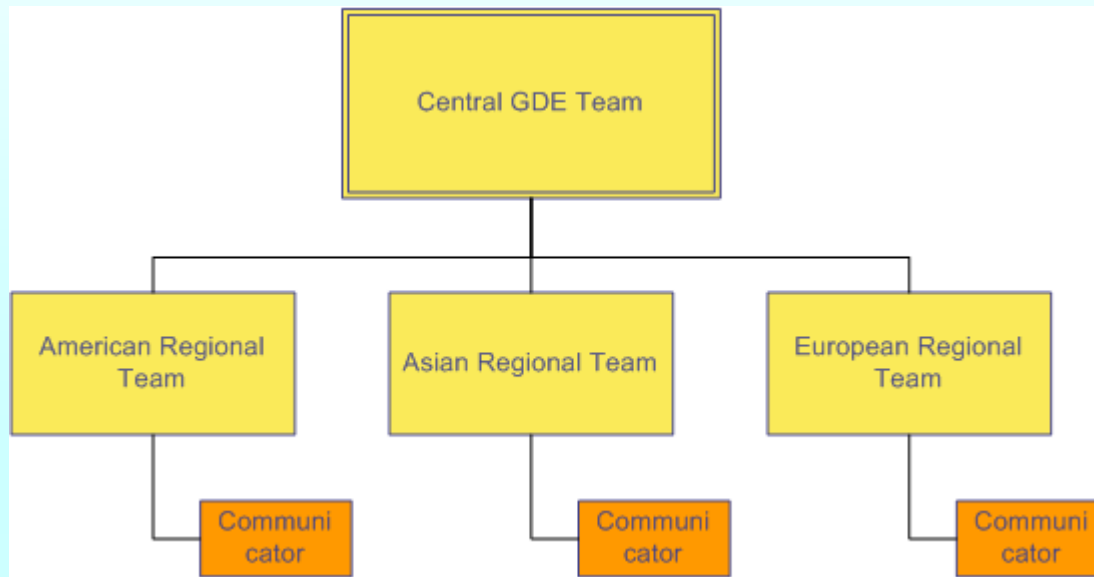 Central GDE Team
American Regional
Team
Asian Regional Team
European Regional
Team
Communi
cator
Communi
cator
Communi
cator